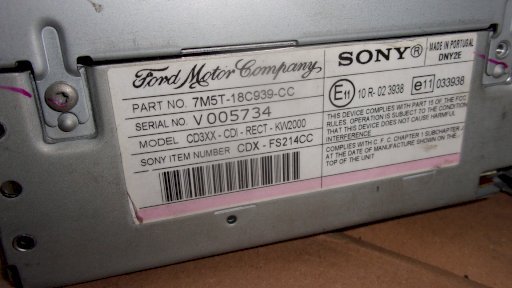 Ford Motor Company
PART NO. 7M5T-18C939-CC
SERIAL NO. V005734
MODEL CD3XX - CDI - RECT - KW2000
SONY ITEM NUMBER CDX - FS214CC
SONY® MADE IN PORTUGAL
DNY2E
E11 10 R- 02 3938 e11 033938
THIS DEVICE COMPLIES WITH PART 15 OF THE FCC
RULES. OPERATION IS SUBJECT TO THE CONDITION
THAT THIS DEVICE DOES NOT CAUSE HARMFUL
INTERFERENCE.
COMPLIES WITH C. F. C. CHAPTER 1 SUBCHAPTER J
AT THE DATE OF MANUFACTURE SHOWN ON THE
TOP OF THE UNIT